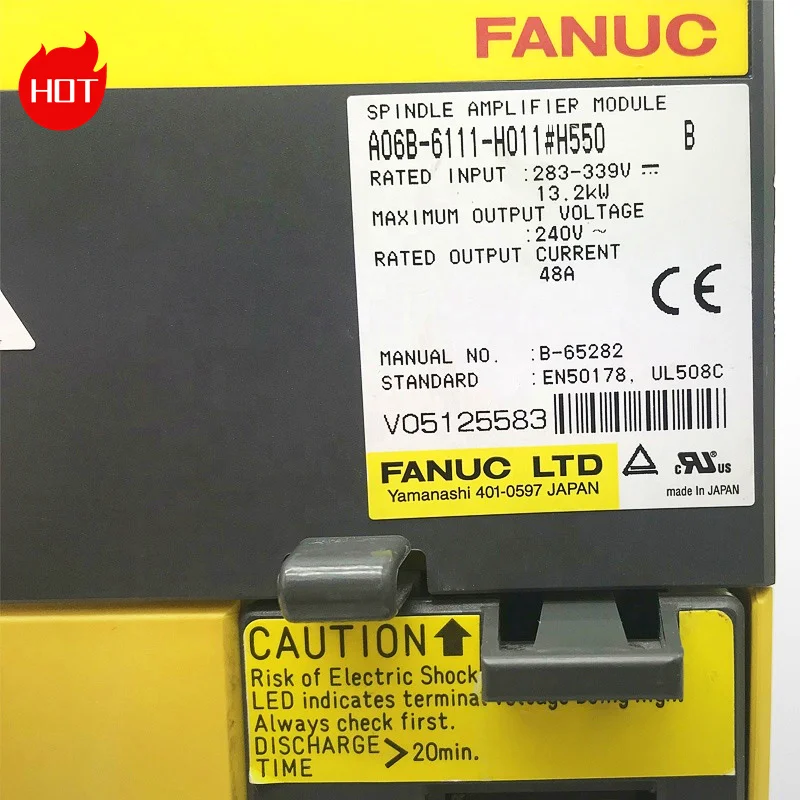 HOT
FANUC
SPINDLE AMPLIFIER MODULE
A06B-6111-H011#H550 B
RATED INPUT :283-339V ⎓
13.2kW
MAXIMUM OUTPUT VOLTAGE
:240V ~
RATED OUTPUT CURRENT
48A
CE
MANUAL NO. :B-65282
STANDARD :EN50178, UL508C
V05125583
FANUC LTD
Yamanashi 401-0597 JAPAN
c RU us
made in JAPAN
CAUTION
Risk of Electric Shock
LED indicates terminal
Always check first.
DISCHARGE TIME > 20min.